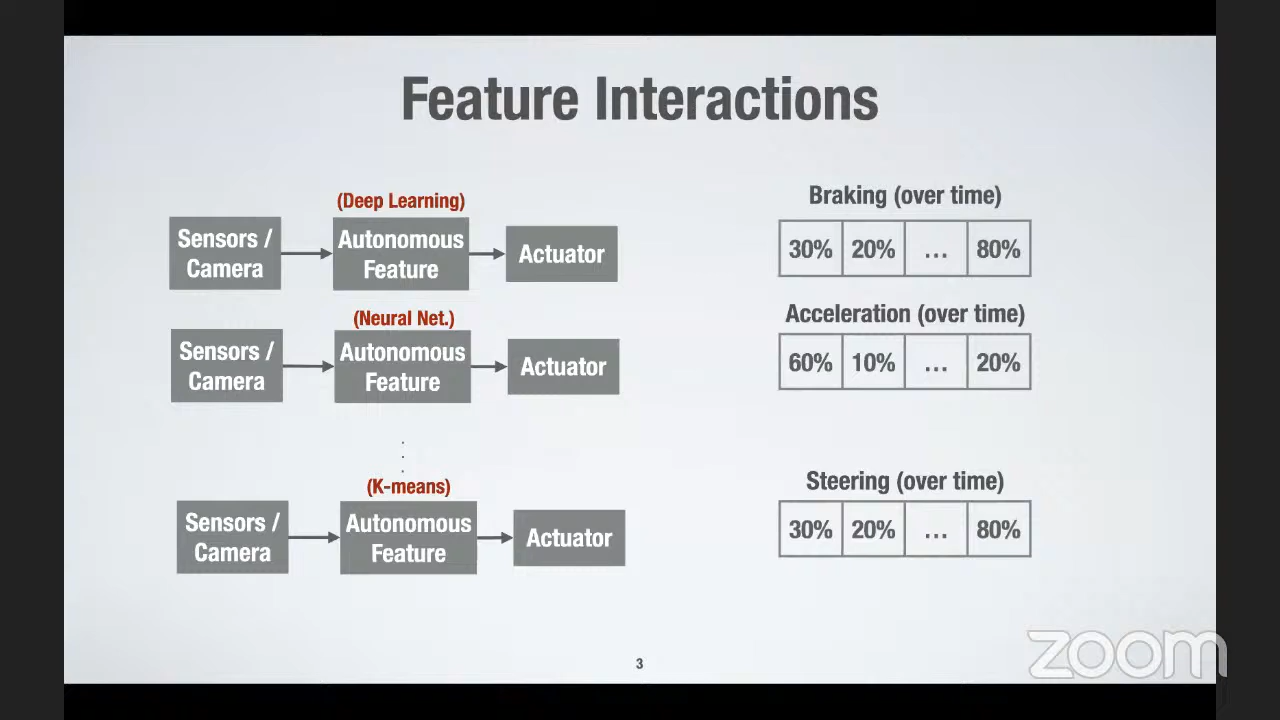 Feature Interactions
(Deep Learning)
Sensors /
Camera
Autonomous
Feature
Actuator
Braking (over time)
30% 20% ... 80%
(Neural Net.)
Sensors /
Camera
Autonomous
Feature
Actuator
Acceleration (over time)
60% 10% ... 20%
(K-means)
Sensors /
Camera
Autonomous
Feature
Actuator
Steering (over time)
30% 20% ... 80%
3
zoom